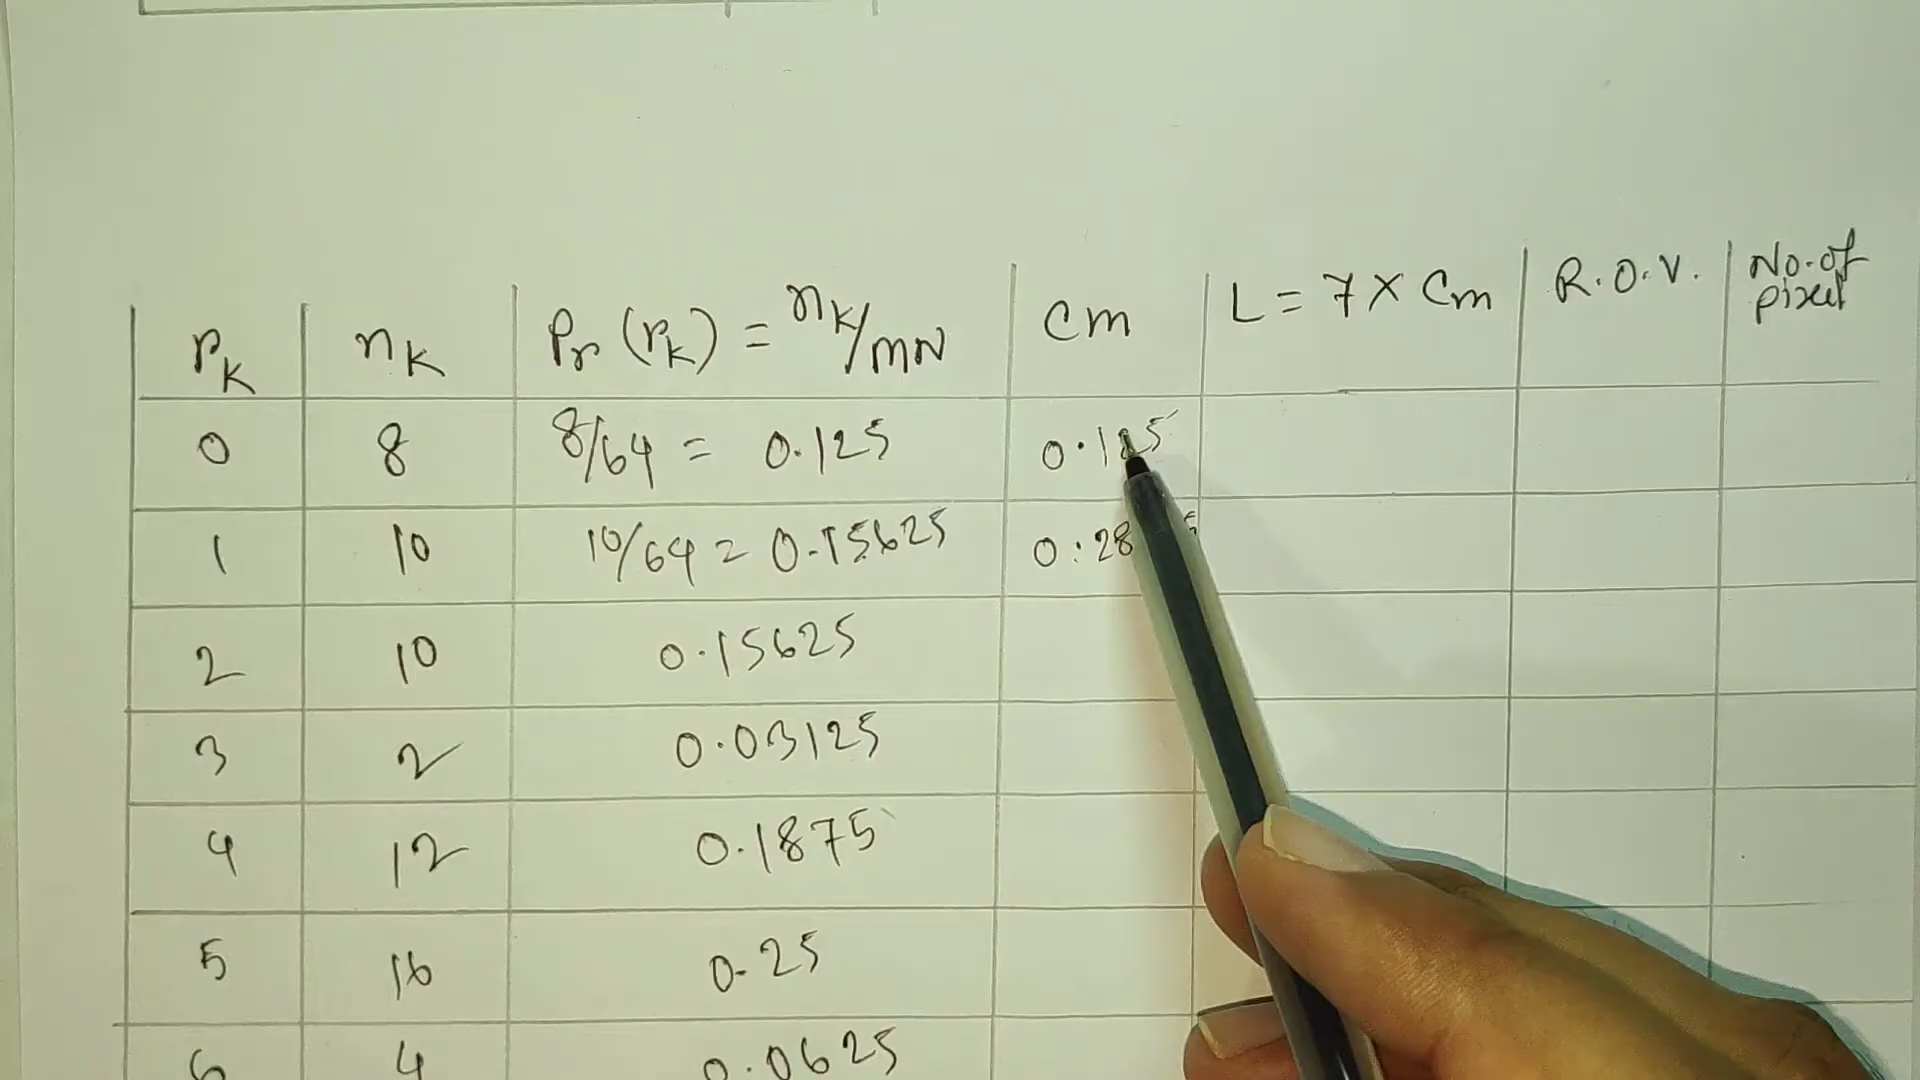 rK nK Pr (rK) = nK/MN Cm L = 7 X Cm R.O.V. No. of pixel
0 8 8/64 = 0.125 0.125
1 10 10/64 = 0.15625 0.28
2 10 0.15625
3 2 0.03125
4 12 0.1875
5 16 0.25
6 4 0.0625